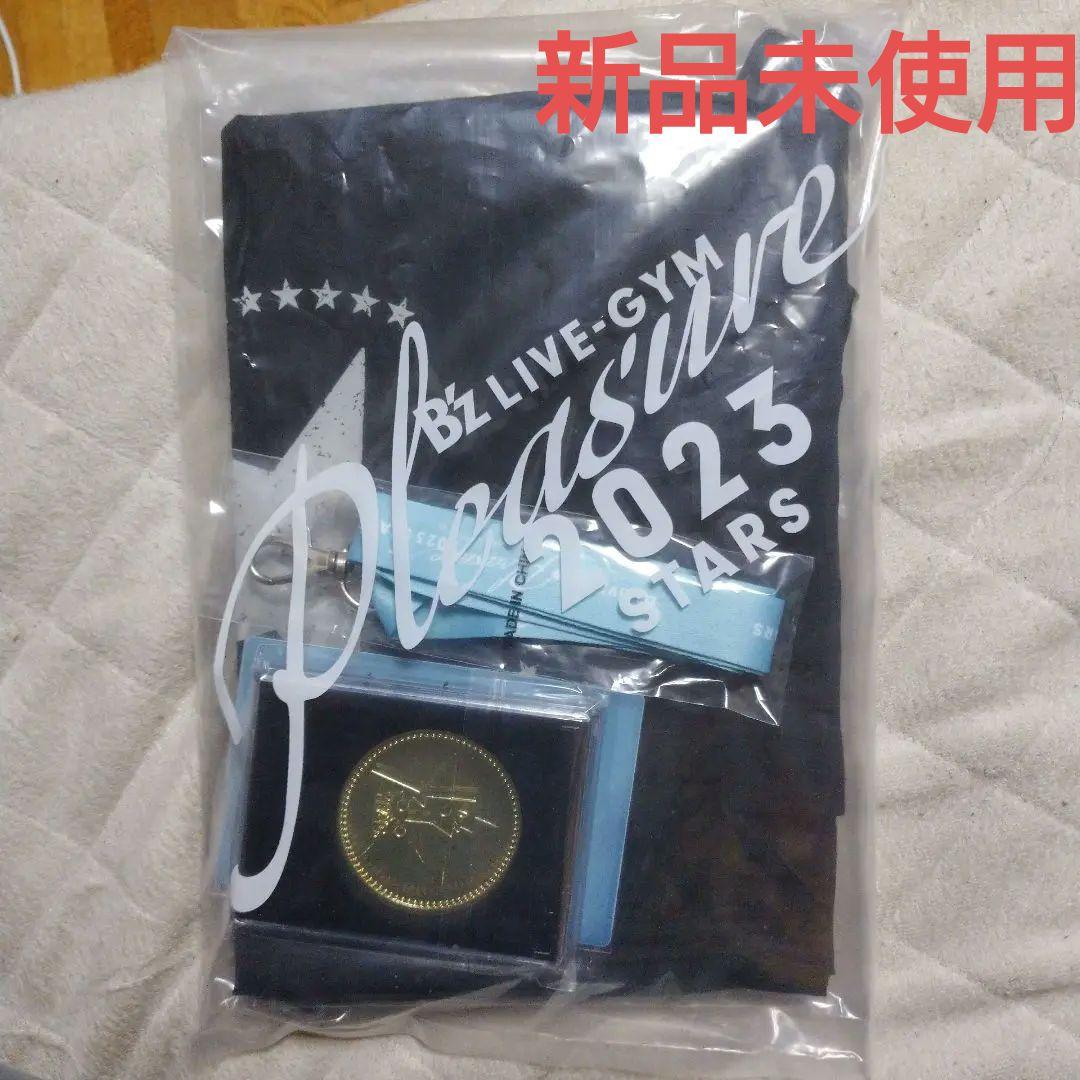 新品未使用
B'z LIVE-GYM
Pleasure
2023
STARS